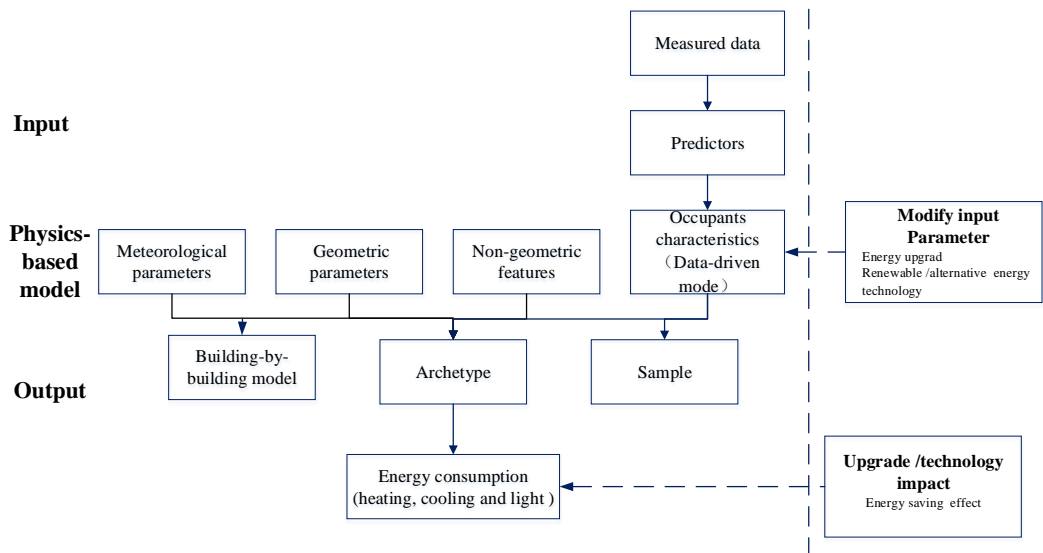 Measured data
Input
Predictors
Physics-
based
model
Meteorological
parameters
Geometric
parameters
Non-geometric
features
Occupants
characteristics
（Data-driven
mode）
Modify input
Parameter
Energy upgrad
Renewable /alternative energy
technology
Building-by-
building model
Archetype
Sample
Output
Energy consumption
(heating, cooling and light )
Upgrade /technology
impact
Energy saving effect